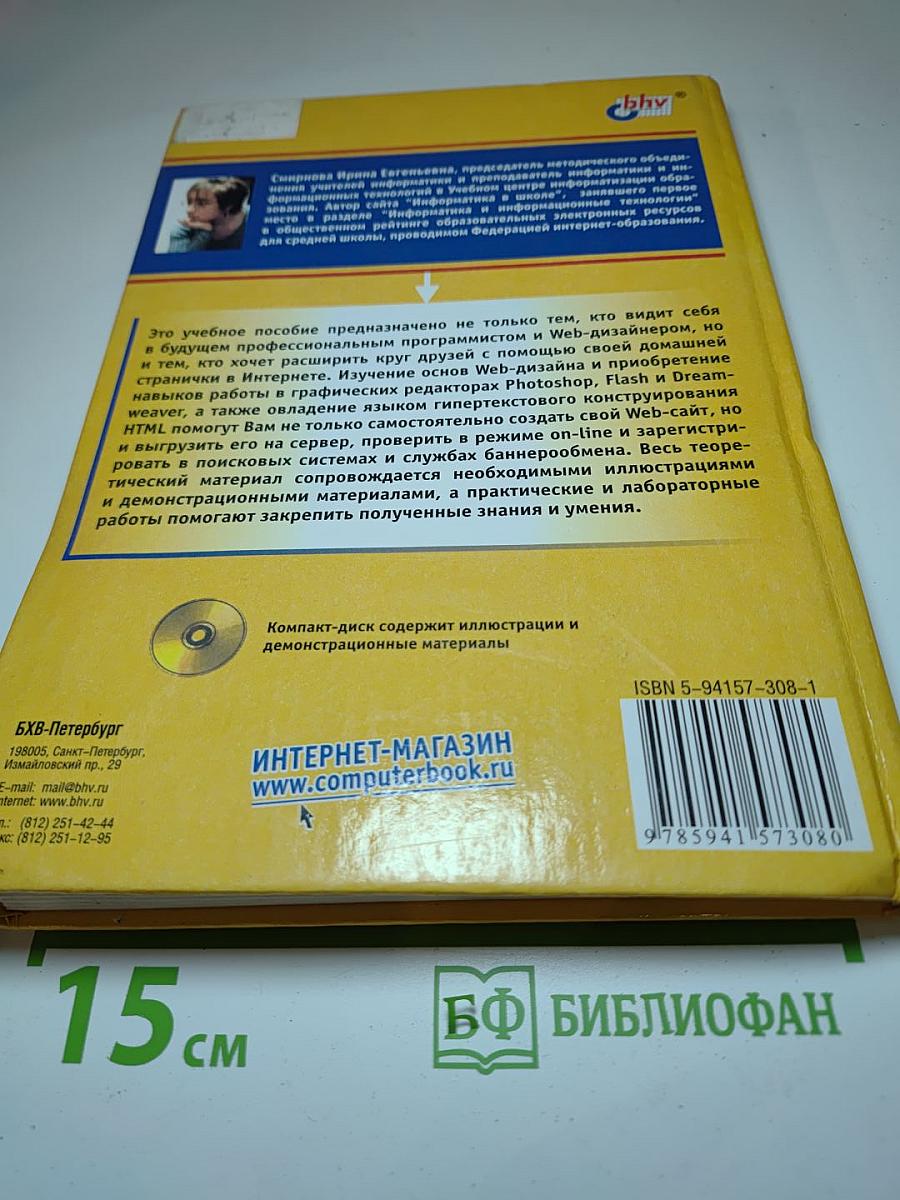 bhv®
Смирнова Ирина Евгеньевна, председатель методического объеди-
нения учителей информатики и преподаватель информатики и ин-
формационных технологий в Учебном центре информатизации обра-
зования. Автор сайта "Информатика в школе", занявшего первое
место в разделе "Информатика и информационные технологии"
в общественном рейтинге образовательных электронных ресурсов
для средней школы, проводимом Федерацией интернет-образования.
Это учебное пособие предназначено не только тем, кто видит себя
в будущем профессиональным программистом и Web-дизайнером, но
и тем, кто хочет расширить круг друзей с помощью своей домашней
странички в Интернете. Изучение основ Web-дизайна и приобретение
навыков работы в графических редакторах Photoshop, Flash и Dream-
weaver, а также овладение языком гипертекстового конструирования
HTML помогут Вам не только самостоятельно создать свой Web-сайт, но
и выгрузить его на сервер, проверить в режиме on-line и зарегистри-
ровать в поисковых системах и службах баннерообмена. Весь теоре-
тический материал сопровождается необходимыми иллюстрациями
и демонстрационными материалами, а практические и лабораторные
работы помогают закрепить полученные знания и умения.
Компакт-диск содержит иллюстрации и
демонстрационные материалы
ISBN 5-94157-308-1
9 785941 573080
БХВ-Петербург
198005, Санкт-Петербург,
Измайловский пр., 29
E-mail: mail@bhv.ru
nternet: www.bhv.ru
л.: (812) 251-42-44
кс: (812) 251-12-95
ИНТЕРНЕТ-МАГАЗИН
www.computerbook.ru
15 см
БФ БИБЛИОФАН